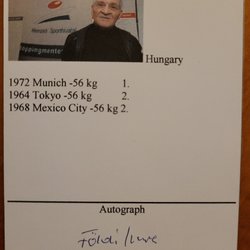 Hungary
1972 Munich -56 kg 1.
1964 Tokyo -56 kg 2.
1968 Mexico City -56 kg 2.
Autograph
Földi Imre